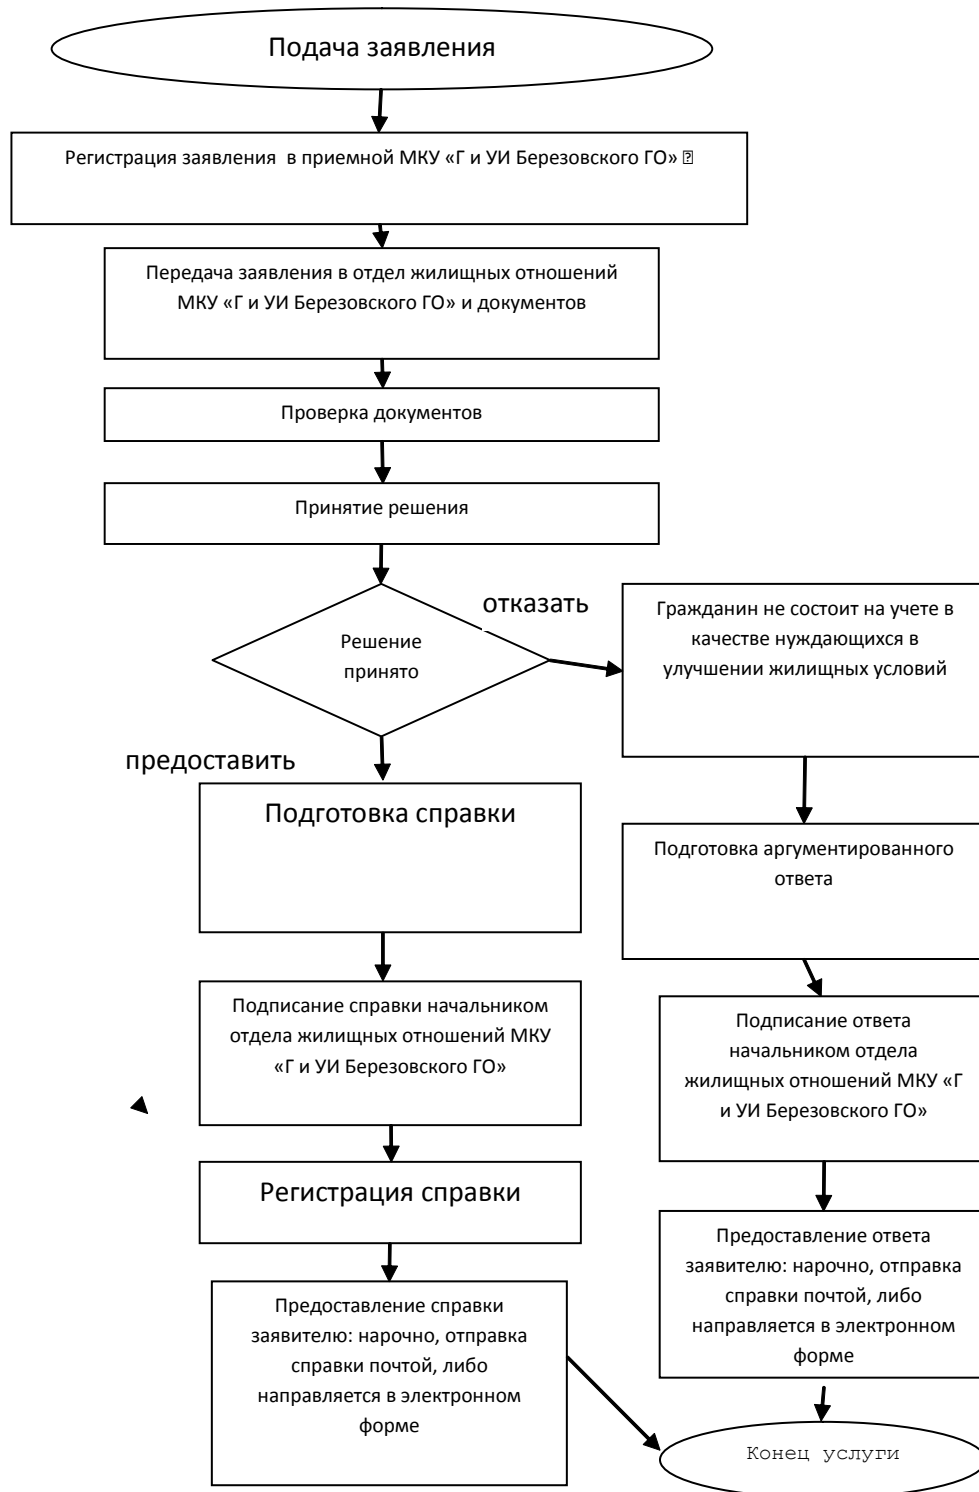 Подача заявления
Регистрация заявления в приемной МКУ «Г и УИ Березовского ГО» ⍰
Передача заявления в отдел жилищных отношений
МКУ «Г и УИ Березовского ГО» и документов
Проверка документов
Принятие решения
Решение
принято
отказать
Гражданин не состоит на учете в
качестве нуждающихся в
улучшении жилищных условий
предоставить
Подготовка справки
Подготовка аргументированного
ответа
Подписание справки начальником
отдела жилищных отношений МКУ
«Г и УИ Березовского ГО»
Подписание ответа
начальником отдела
жилищных отношений МКУ «Г
и УИ Березовского ГО»
Регистрация справки
Предоставление ответа
заявителю: нарочно, отправка
справки почтой, либо
направляется в электронном
форме
Предоставление справки
заявителю: нарочно, отправка
справки почтой, либо
направляется в электронном
форме
Конец услуги